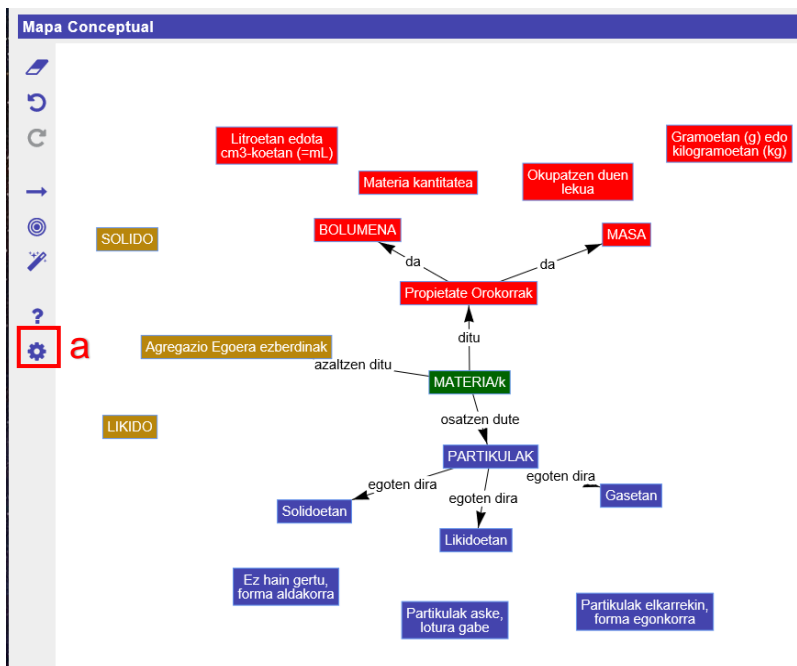 Mapa Conceptual
Litroetan edota
cm3-koetan (=mL)
Gramoetan (g) edo
kilogramoetan (kg)
Materia kantitatea
Okupatzen duen
lekua
SOLIDO
BOLUMENA
MASA
da
da
Propietate Orokorrak
?
a
ditu
Agregazio Egoera ezberdinak
azaltzen ditu
MATERIA/k
osatzen dute
LIKIDO
PARTIKULAK
egoten dira
egoten dira
egoten dira
Solidoetan
Gasetan
Likidoetan
Ez hain gertu,
forma aldakorra
Partikulak aske,
lotura gabe
Partikulak elkarrekin,
forma egonkorra